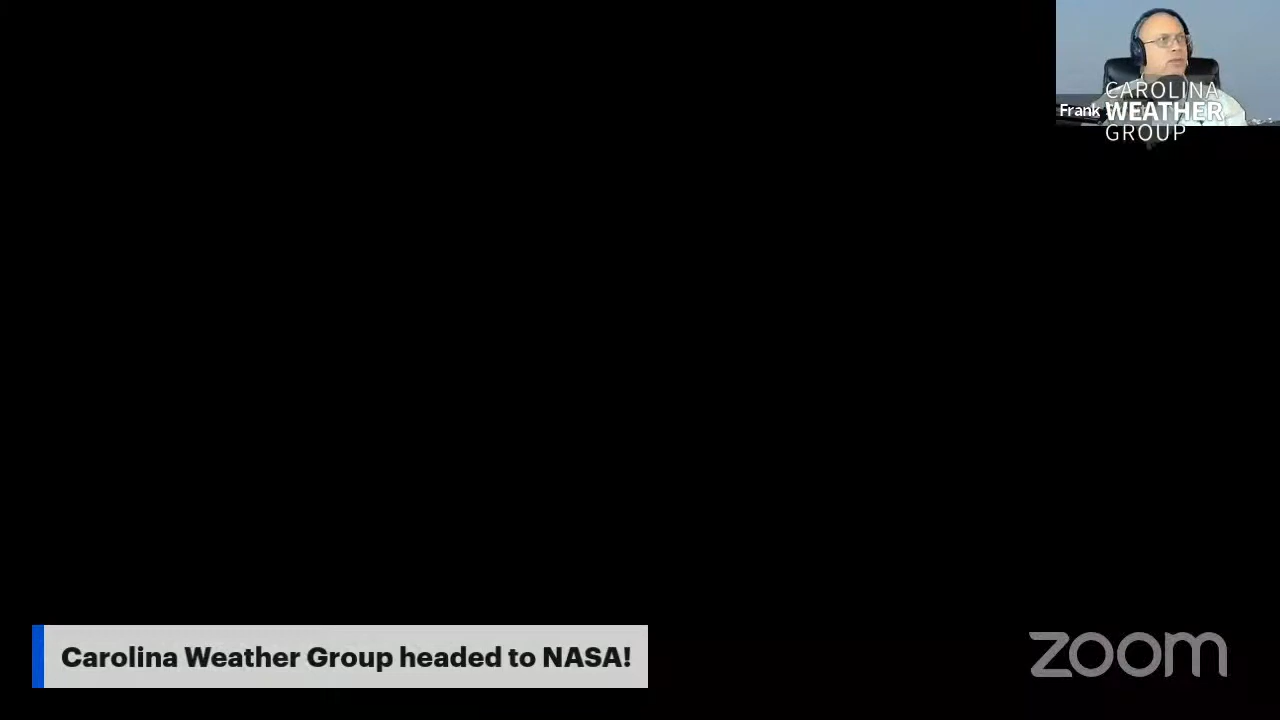 Frank
CAROLINA
WEATHER
GROUP
Carolina Weather Group headed to NASA!
zoom